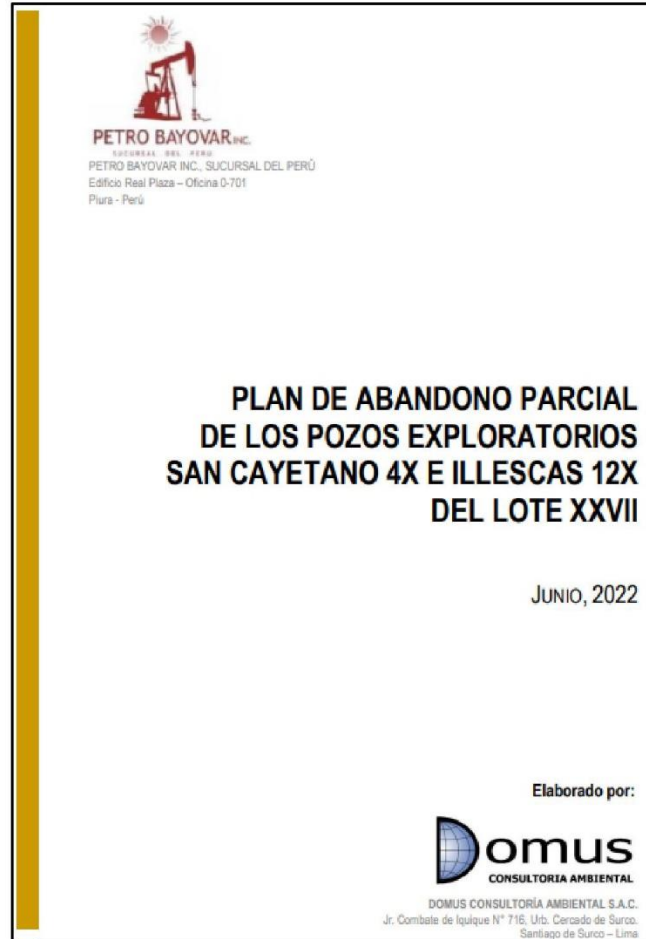 PETRO BAYOVAR INC.
SUCURSAL DEL PERU
PETRO BAYOVAR INC., SUCURSAL DEL PERÚ
Edificio Real Plaza – Oficina 0-701
Piura - Perú
PLAN DE ABANDONO PARCIAL
DE LOS POZOS EXPLORATORIOS
SAN CAYETANO 4X E ILLESCAS 12X
DEL LOTE XXVII
JUNIO, 2022
Elaborado por:
Domus
CONSULTORIA AMBIENTAL
DOMUS CONSULTORÍA AMBIENTAL S.A.C.
Jr. Combate de Iquique N° 716, Urb. Cercado de Surco.
Santiago de Surco – Lima